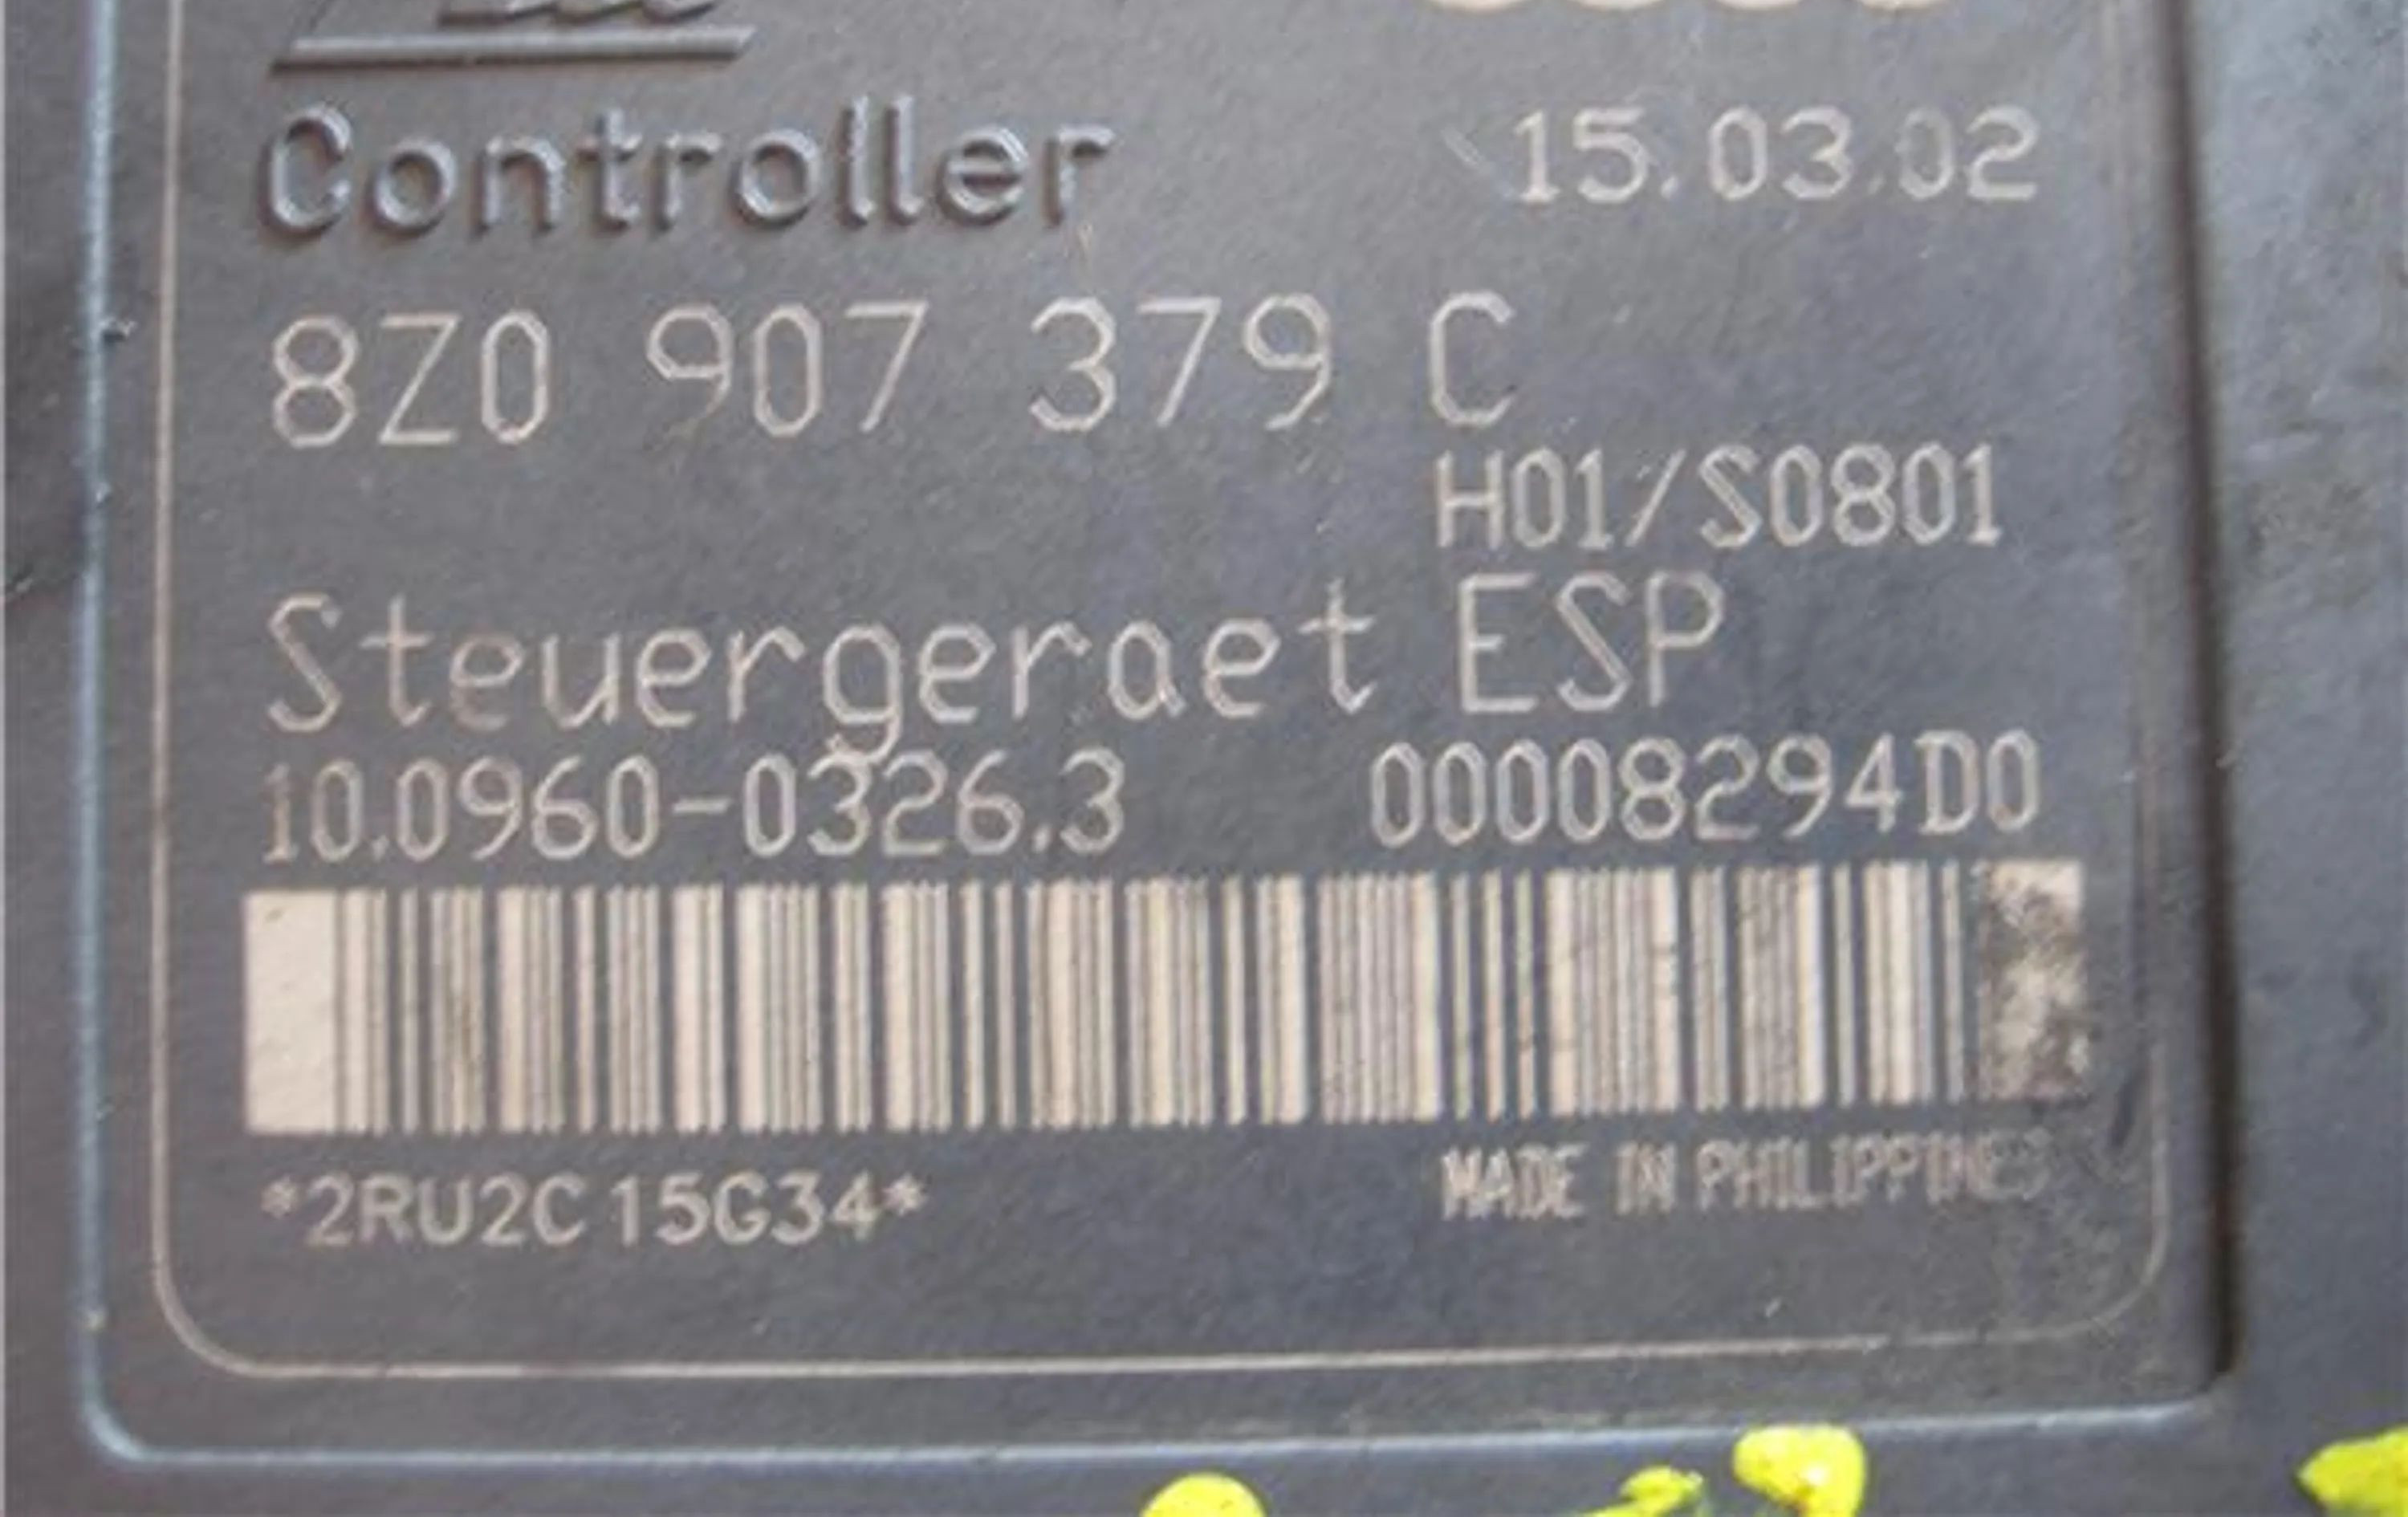 Controller
15.03.02
8Z0 907 379 C
H01/S0801
Steuergeraet ESP
10.0960-0326.3 00008294D0
*2RU2C15G34*
MADE IN PHILIPPINES